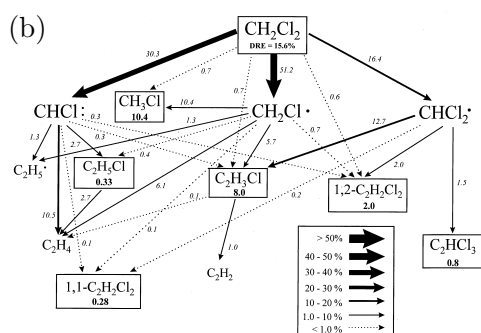 (b)
CH₂Cl₂
DRE = 15.6%
30.3
0.7
51.2
0.7
0.6
16.4
CH₃Cl
10.4
10.4
CHCl:
CH₂Cl•
CHCl₂•
0.3
1.3
12.7
1.3
2.7
0.3
0.4
5.7
0.7
2.0
C₂H₅•
C₂H₅Cl
0.33
C₂H₃Cl
8.0
1,2-C₂H₂Cl₂
2.0
1.5
10.5
2.7
6.1
0.1
0.2
C₂H₄
0.1
0.1
1.0
C₂H₂
C₂HCl₃
0.8
1,1-C₂H₂Cl₂
0.28
> 50%
40 - 50 %
30 - 40 %
20 - 30 %
10 - 20 %
1.0 - 10 %
< 1.0 %